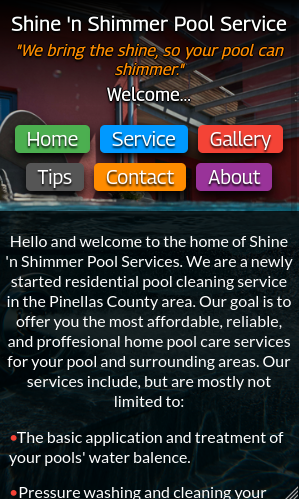 Shine 'n Shimmer Pool Service
"We bring the shine, so your pool can
shimmer."
Welcome...
Home Service Gallery
Tips Contact About
Hello and welcome to the home of Shine
'n Shimmer Pool Services. We are a newly
started residential pool cleaning service
in the Pinellas County area. Our goal is to
offer you the most affordable, reliable,
and proffesional home pool care services
for your pool and surrounding areas. Our
services include, but are mostly not
limited to:
•The basic application and treatment of
your pools' water balence.
•Pressure washing and cleaning your